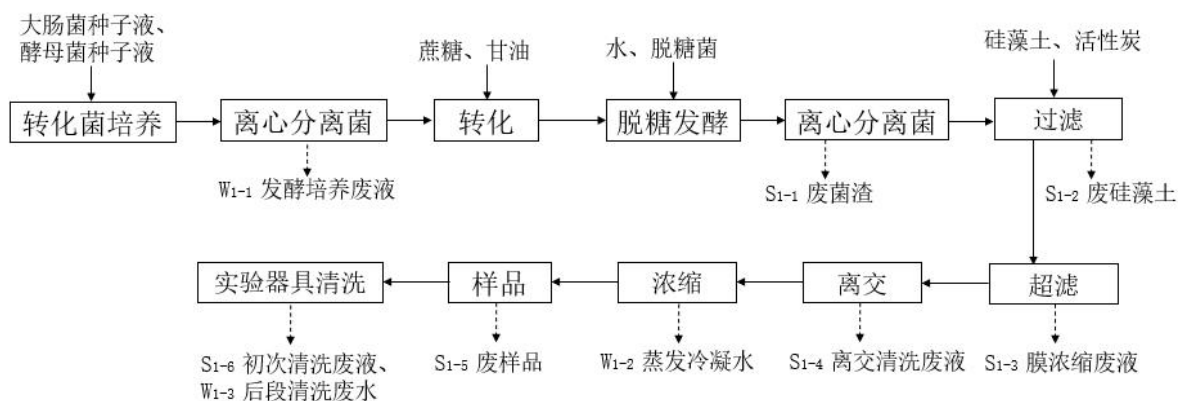 大肠菌种子液、
酵母菌种子液
蔗糖、甘油
水、脱糖菌
硅藻土、活性炭
转化菌培养
离心分离菌
转化
脱糖发酵
离心分离菌
过滤
W1-1 发酵培养废液
S1-1 废菌渣
S1-2 废硅藻土
实验器具清洗
样品
浓缩
离交
超滤
S1-6 初次清洗废液、
W1-3 后段清洗废水
S1-5 废样品
W1-2 蒸发冷凝水
S1-4 离交清洗废液
S1-3 膜浓缩废液